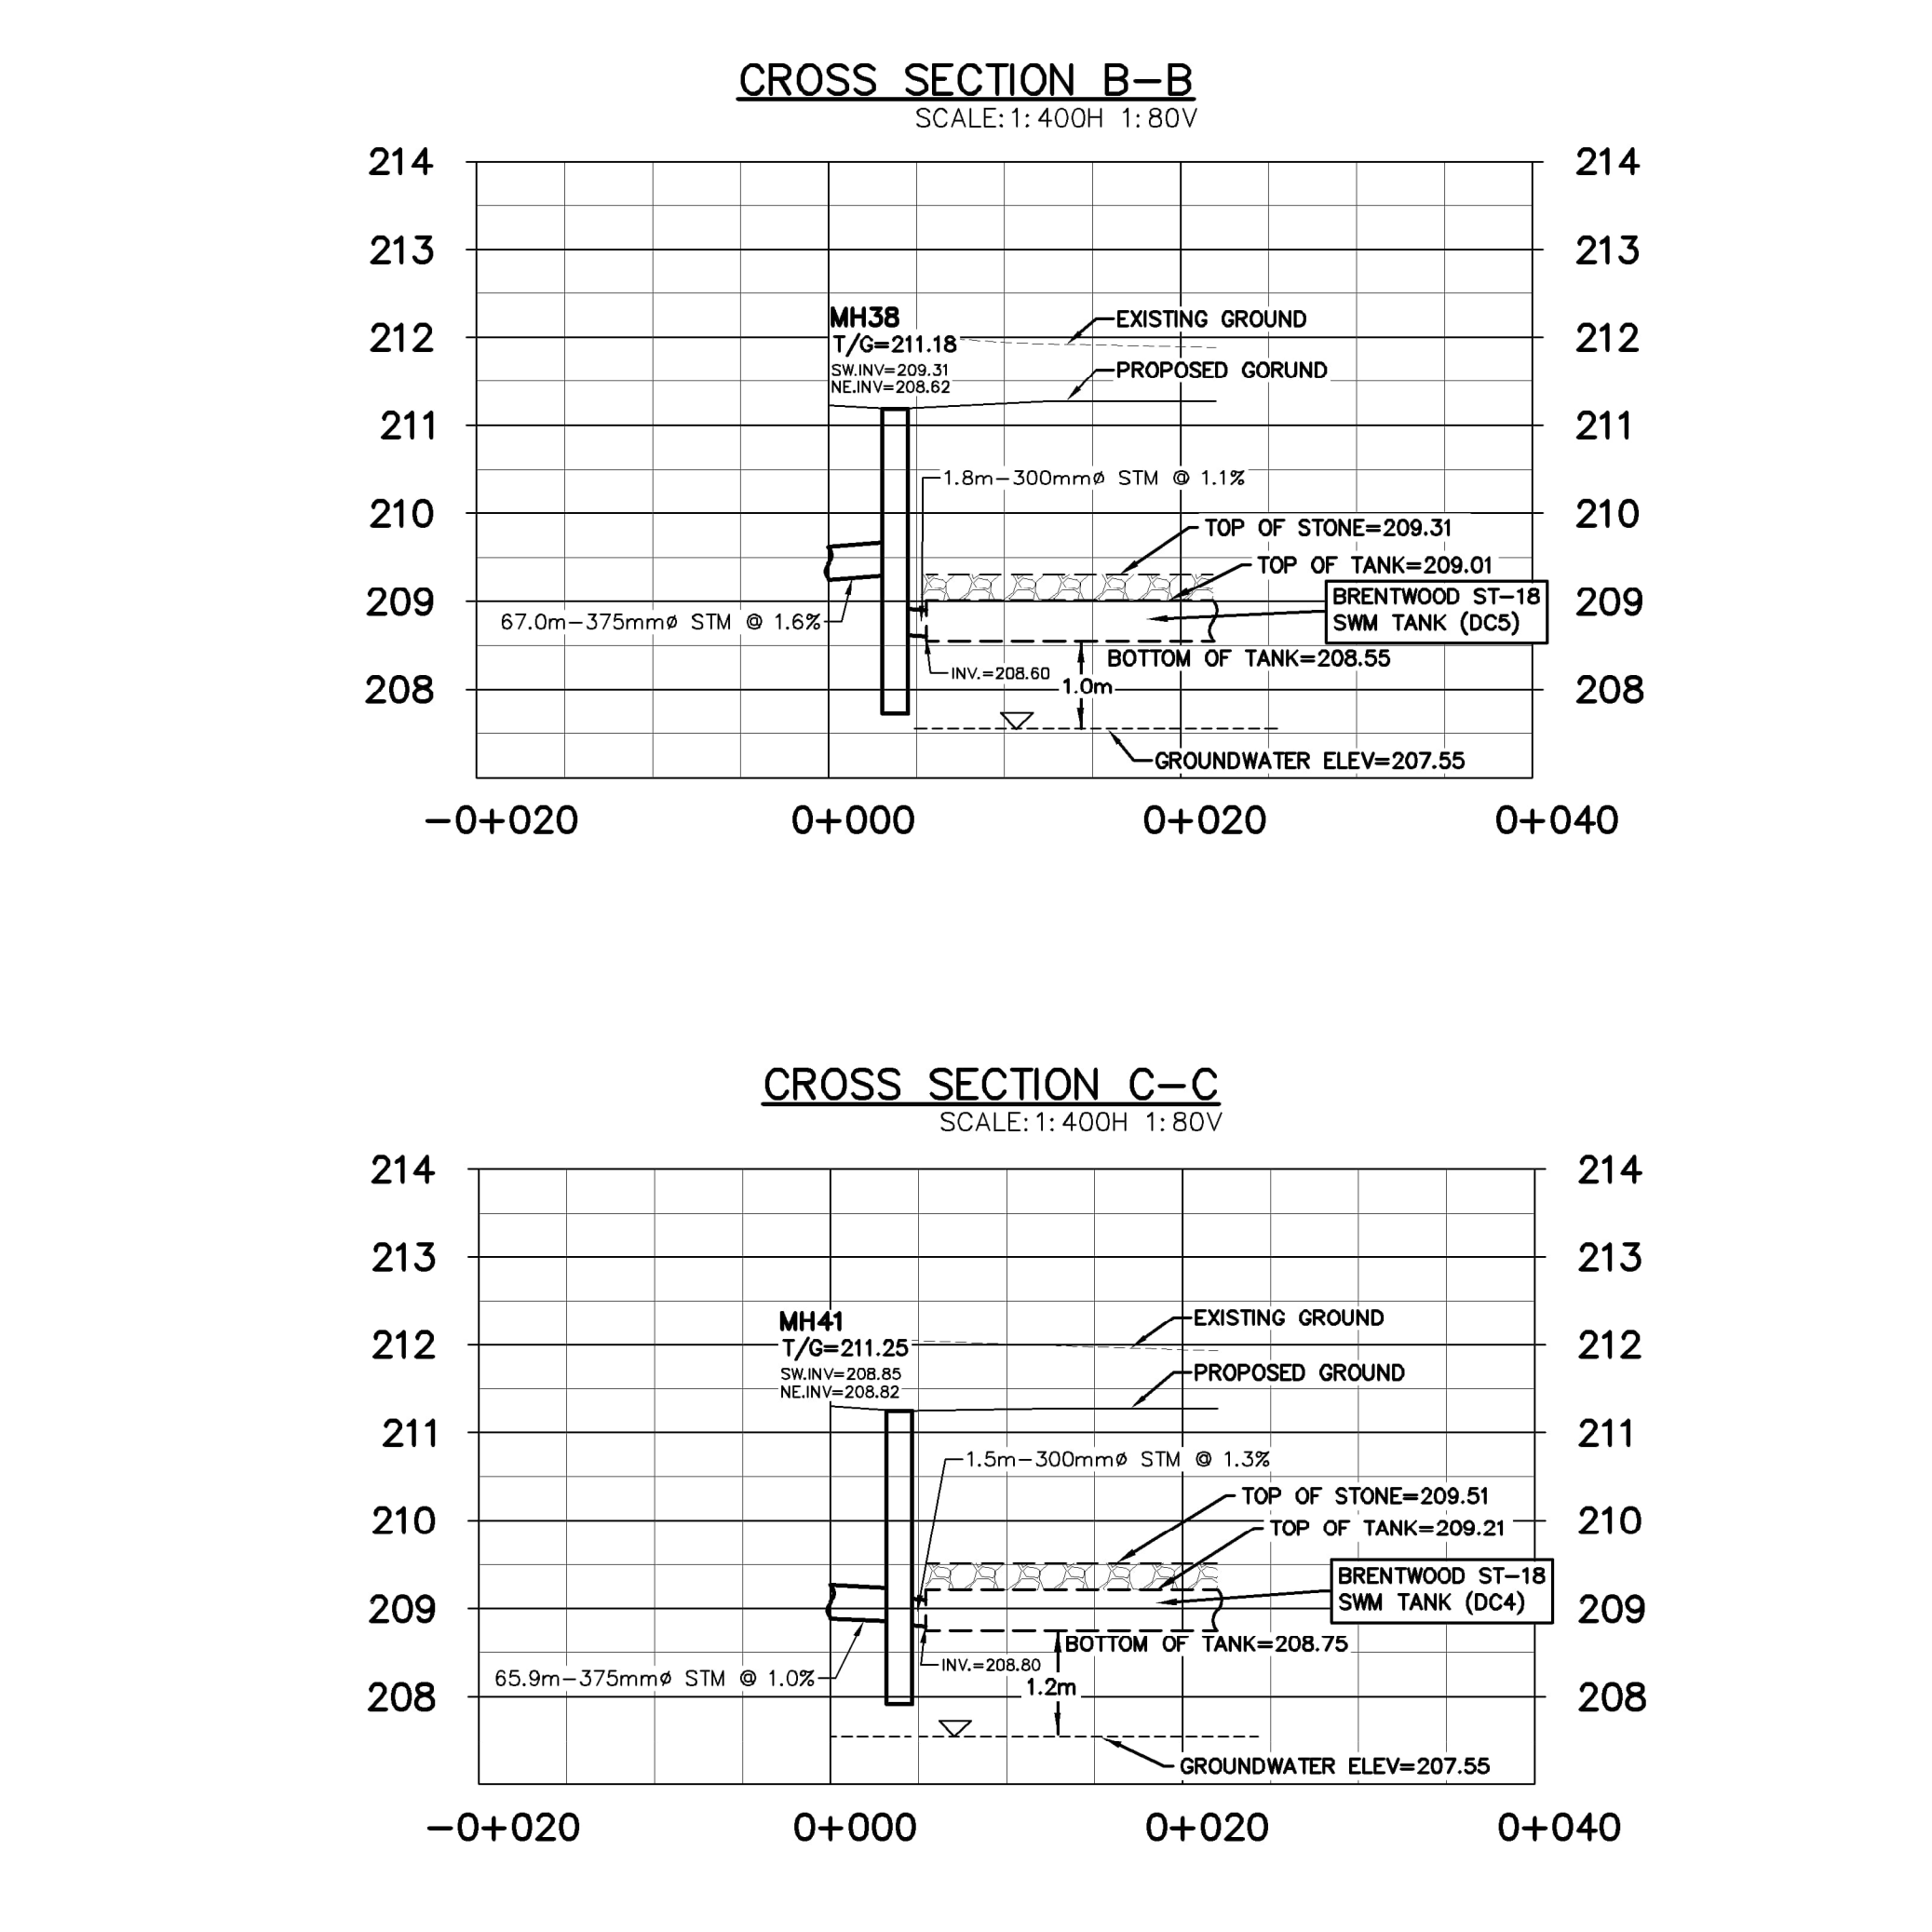 CROSS SECTION B-B
SCALE: 1: 400H 1: 80V
214 214
213 213
MH38
EXISTING GROUND
212 212
T/G=211.18
SW.INV=209.31
PROPOSED GORUND
NE.INV=208.62
211 211
1.8m-300mmø STM @ 1.1%
210 210
TOP OF STONE=209.31
TOP OF TANK=209.01
BRENTWOOD ST-18
209 209
67.0m-375mmø STM @ 1.6%
SWM TANK (DC5)
BOTTOM OF TANK=208.55
INV.=208.60
1.0m
208 208
GROUNDWATER ELEV=207.55
-0+020 0+000 0+020 0+040
CROSS SECTION C-C
SCALE: 1: 400H 1: 80V
214 214
213 213
MH41
EXISTING GROUND
212 212
T/G=211.25
SW.INV=208.85
PROPOSED GROUND
NE.INV=208.82
211 211
1.5m-300mmø STM @ 1.3%
TOP OF STONE=209.51
210 210
TOP OF TANK=209.21
BRENTWOOD ST-18
SWM TANK (DC4)
209 209
BOTTOM OF TANK=208.75
INV.=208.80
65.9m-375mmø STM @ 1.0%
1.2m
208 208
GROUNDWATER ELEV=207.55
-0+020 0+000 0+020 0+040